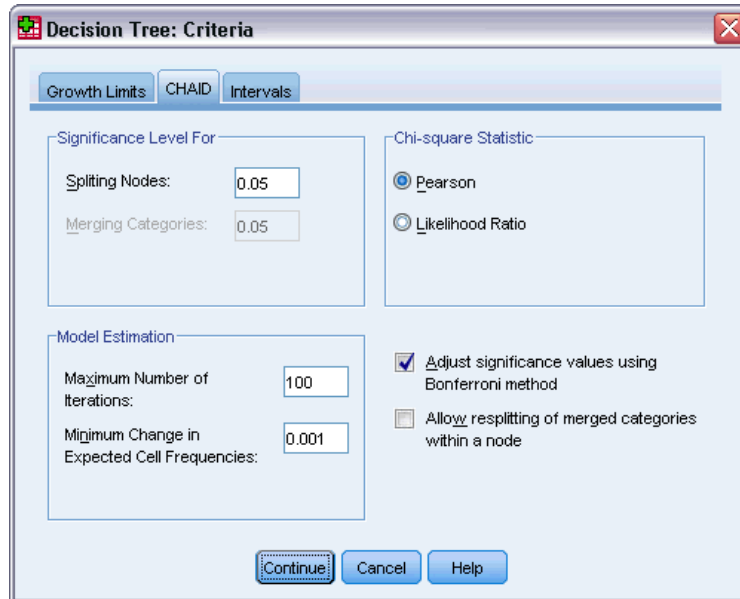 Decision Tree: Criteria
Growth Limits
CHAID
Intervals
Significance Level For
Spliting Nodes:
0.05
Merging Categories:
0.05
Chi-square Statistic
Pearson
Likelihood Ratio
Model Estimation
Maximum Number of
Iterations:
100
Minimum Change in
Expected Cell Frequencies:
0.001
Adjust significance values using
Bonferroni method
Allow resplitting of merged categories
within a node
Continue
Cancel
Help